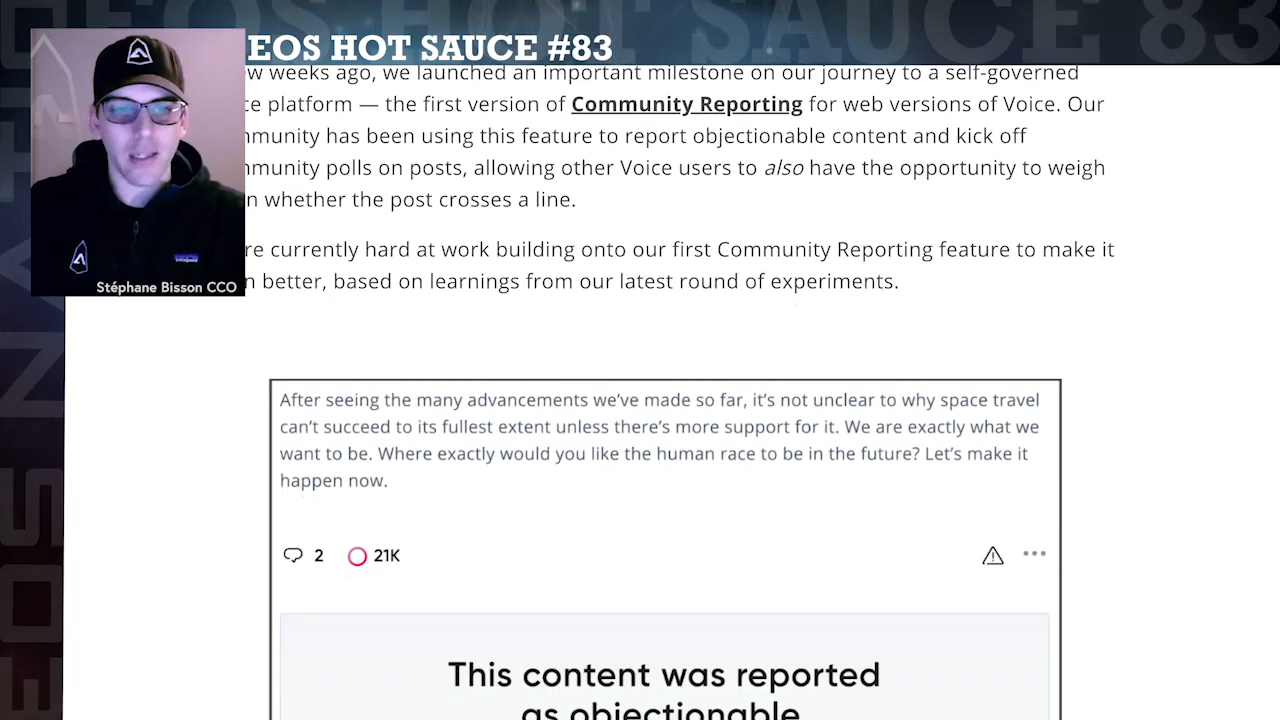 EOS HOT SAUCE #83
w weeks ago, we launched an important milestone on our journey to a self-governed
ce platform — the first version of Community Reporting for web versions of Voice. Our
mmunity has been using this feature to report objectionable content and kick off
mmunity polls on posts, allowing other Voice users to also have the opportunity to weigh
n whether the post crosses a line.
re currently hard at work building onto our first Community Reporting feature to make it
n better, based on learnings from our latest round of experiments.
Stéphane Bisson CCO
After seeing the many advancements we’ve made so far, it’s not unclear to why space travel
can’t succeed to its fullest extent unless there’s more support for it. We are exactly what we
want to be. Where exactly would you like the human race to be in the future? Let’s make it
happen now.
2 21K
This content was reported
as objectionable